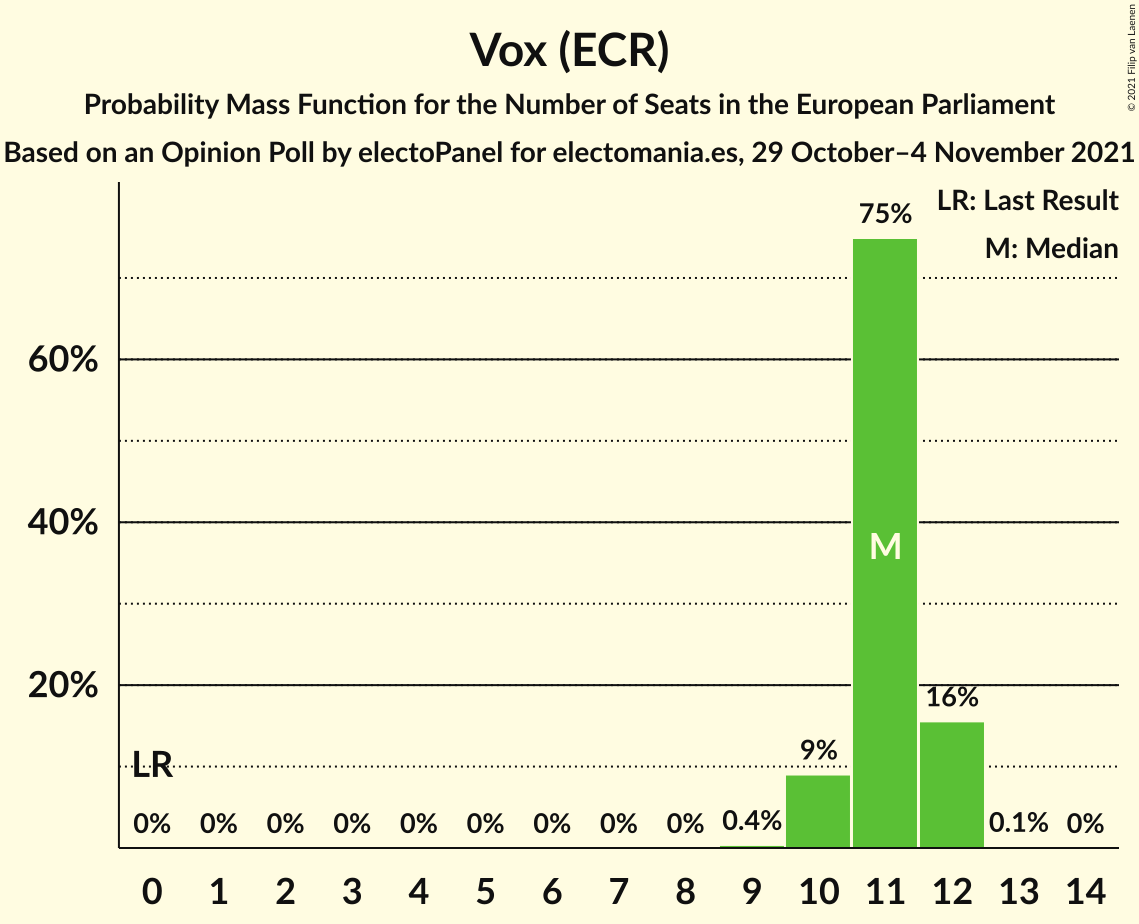 Vox (ECR)
Probability Mass Function for the Number of Seats in the European Parliament
Based on an Opinion Poll by electoPanel for electomania.es, 29 October–4 November 2021
© 2021 Filip van Laenen
LR: Last Result
M: Median
75%
60%
40%
M
20%
16%
9%
LR
0% 0% 0% 0% 0% 0% 0% 0% 0% 0.4% 0.1% 0%
0 1 2 3 4 5 6 7 8 9 10 11 12 13 14